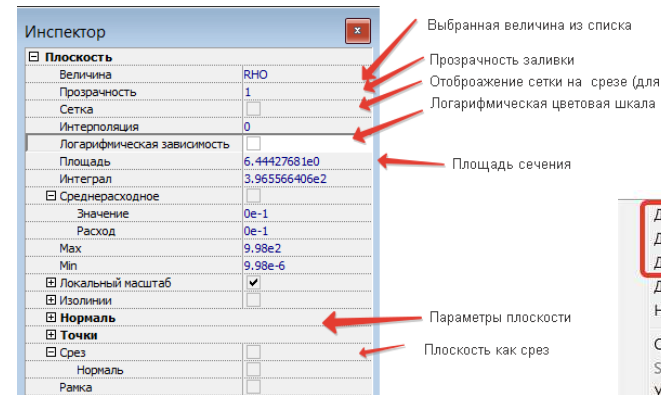 Инспектор
Выбранная величина из списка
Плоскость
Прозрачность заливки
Величина RHO
Отоброажение сетки на срезе (для
Прозрачность 1
Логарифмическая цветовая шкала
Сетка
Интерполяция 0
Логарифмическая зависимость
Площадь 6.44427681e0
Площадь сечения
Интеграл 3.965566406e2
Среднерасходное
Значение 0e-1
Расход 0e-1
Max 9.98e2
Min 9.98e-6
Локальный масштаб
Изолинии
Нормаль
Параметры плоскости
Точки
Срез
Плоскость как срез
Нормаль
Рамка